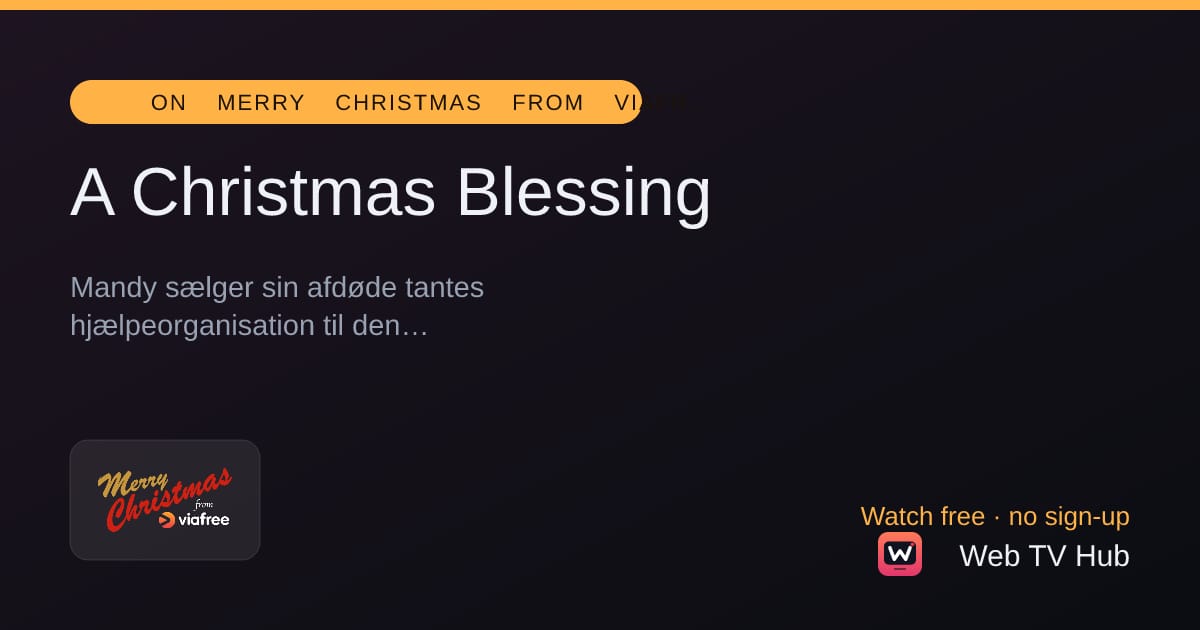 ON MERRY CHRISTMAS FROM
A Christmas Blessing
Mandy sælger sin afdøde tantes
hjælpeorganisation til den…
Merry
Christmas
from
viafree
Watch free · no sign-up
W
Web TV Hub